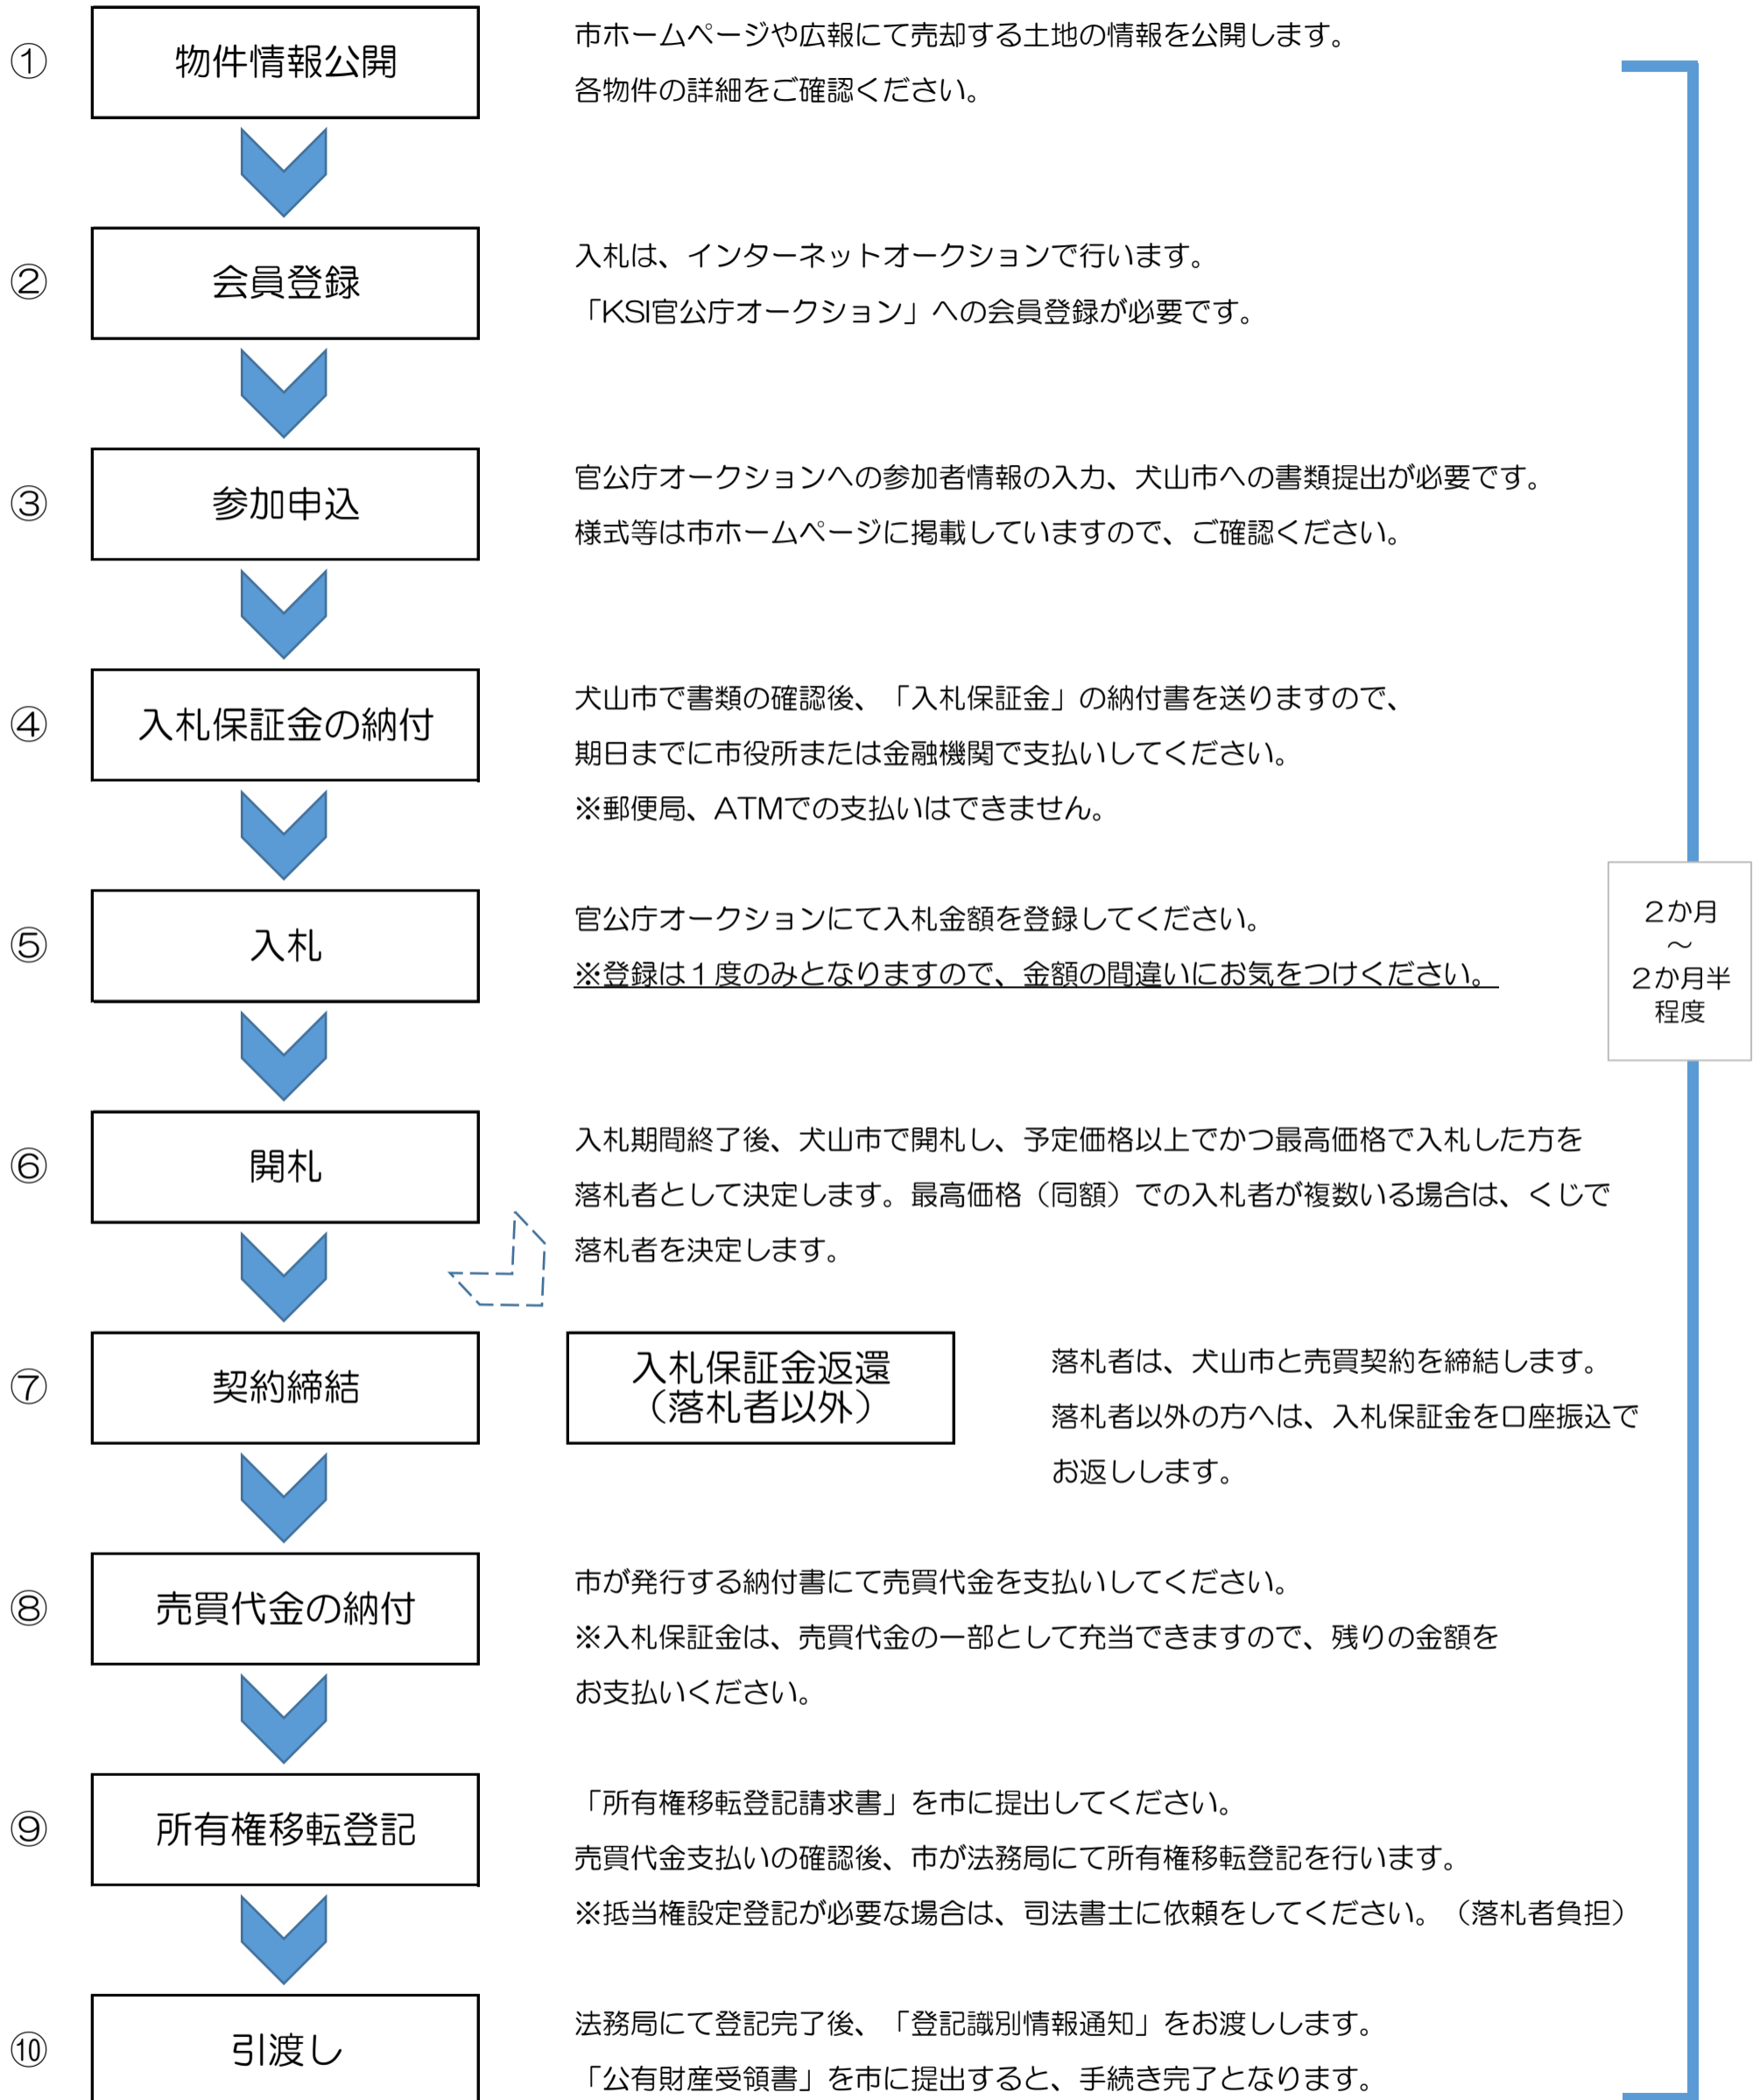 ① 物件情報公開
市ホームページや広報にて売却する土地の情報を公開します。
各物件の詳細をご確認ください。
② 会員登録
入札は、インターネットオークションで行います。
「KSI官公庁オークション」への会員登録が必要です。
③ 参加申込
官公庁オークションへの参加者情報の入力、犬山市への書類提出が必要です。
様式等は市ホームページに掲載していますので、ご確認ください。
④ 入札保証金の納付
犬山市で書類の確認後、「入札保証金」の納付書を送りますので、
期日までに市役所または金融機関で支払いしてください。
※郵便局、ATMでの支払いはできません。
⑤ 入札
官公庁オークションにて入札金額を登録してください。
※登録は1度のみとなりますので、金額の間違いにお気をつけください。
2か月
～
2か月半
程度
⑥ 開札
入札期間終了後、犬山市で開札し、予定価格以上でかつ最高価格で入札した方を
落札者として決定します。最高価格（同額）での入札者が複数いる場合は、くじで
落札者を決定します。
⑦ 契約締結
入札保証金返還
（落札者以外）
落札者は、犬山市と売買契約を締結します。
落札者以外の方へは、入札保証金を口座振込で
お返しします。
⑧ 売買代金の納付
市が発行する納付書にて売買代金を支払いしてください。
※入札保証金は、売買代金の一部として充当できますので、残りの金額を
お支払いください。
⑨ 所有権移転登記
「所有権移転登記請求書」を市に提出してください。
売買代金支払いの確認後、市が法務局にて所有権移転登記を行います。
※抵当権設定登記が必要な場合は、司法書士に依頼をしてください。（落札者負担）
⑩ 引渡し
法務局にて登記完了後、「登記識別情報通知」をお渡しします。
「公有財産受領書」を市に提出すると、手続き完了となります。